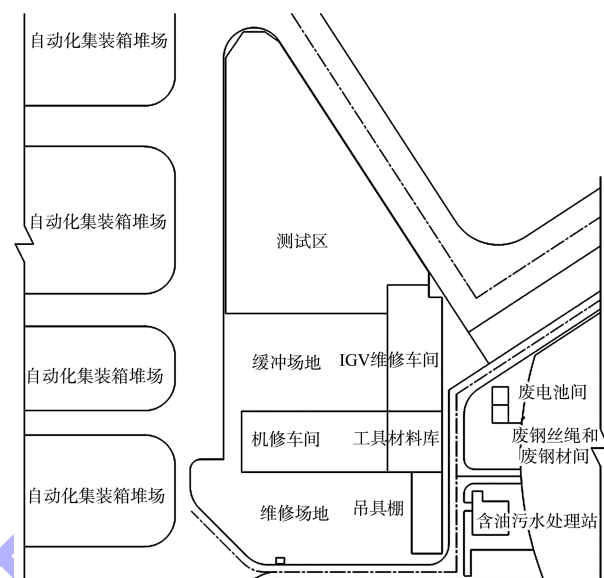 自动化集装箱堆场
自动化集装箱堆场
测试区
缓冲场地
IGV维修车间
自动化集装箱堆场
废电池间
机修车间
工具材料库
废钢丝绳和
废钢材间
自动化集装箱堆场
维修场地
吊具棚
含油污水处理站